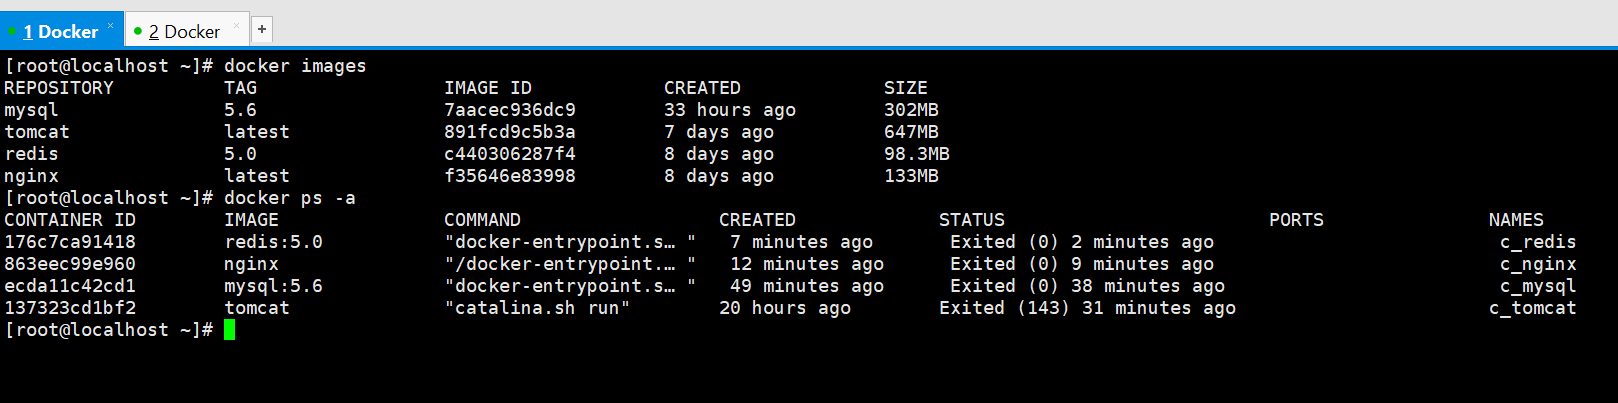 1 Docker × 2 Docker × +
[root@localhost ~]# docker images
REPOSITORY TAG IMAGE ID CREATED SIZE
mysql 5.6 7aacec936dc9 33 hours ago 302MB
tomcat latest 891fcd9c5b3a 7 days ago 647MB
redis 5.0 c440306287f4 8 days ago 98.3MB
nginx latest f35646e83998 8 days ago 133MB
[root@localhost ~]# docker ps -a
CONTAINER ID IMAGE COMMAND CREATED STATUS PORTS NAMES
176c7ca91418 redis:5.0 "docker-entrypoint.s… " 7 minutes ago Exited (0) 2 minutes ago c_redis
863eec99e960 nginx "/docker-entrypoint.… " 12 minutes ago Exited (0) 9 minutes ago c_nginx
ecda11c42cd1 mysql:5.6 "docker-entrypoint.s… " 49 minutes ago Exited (0) 38 minutes ago c_mysql
137323cd1bf2 tomcat "catalina.sh run" 20 hours ago Exited (143) 31 minutes ago c_tomcat
[root@localhost ~]#